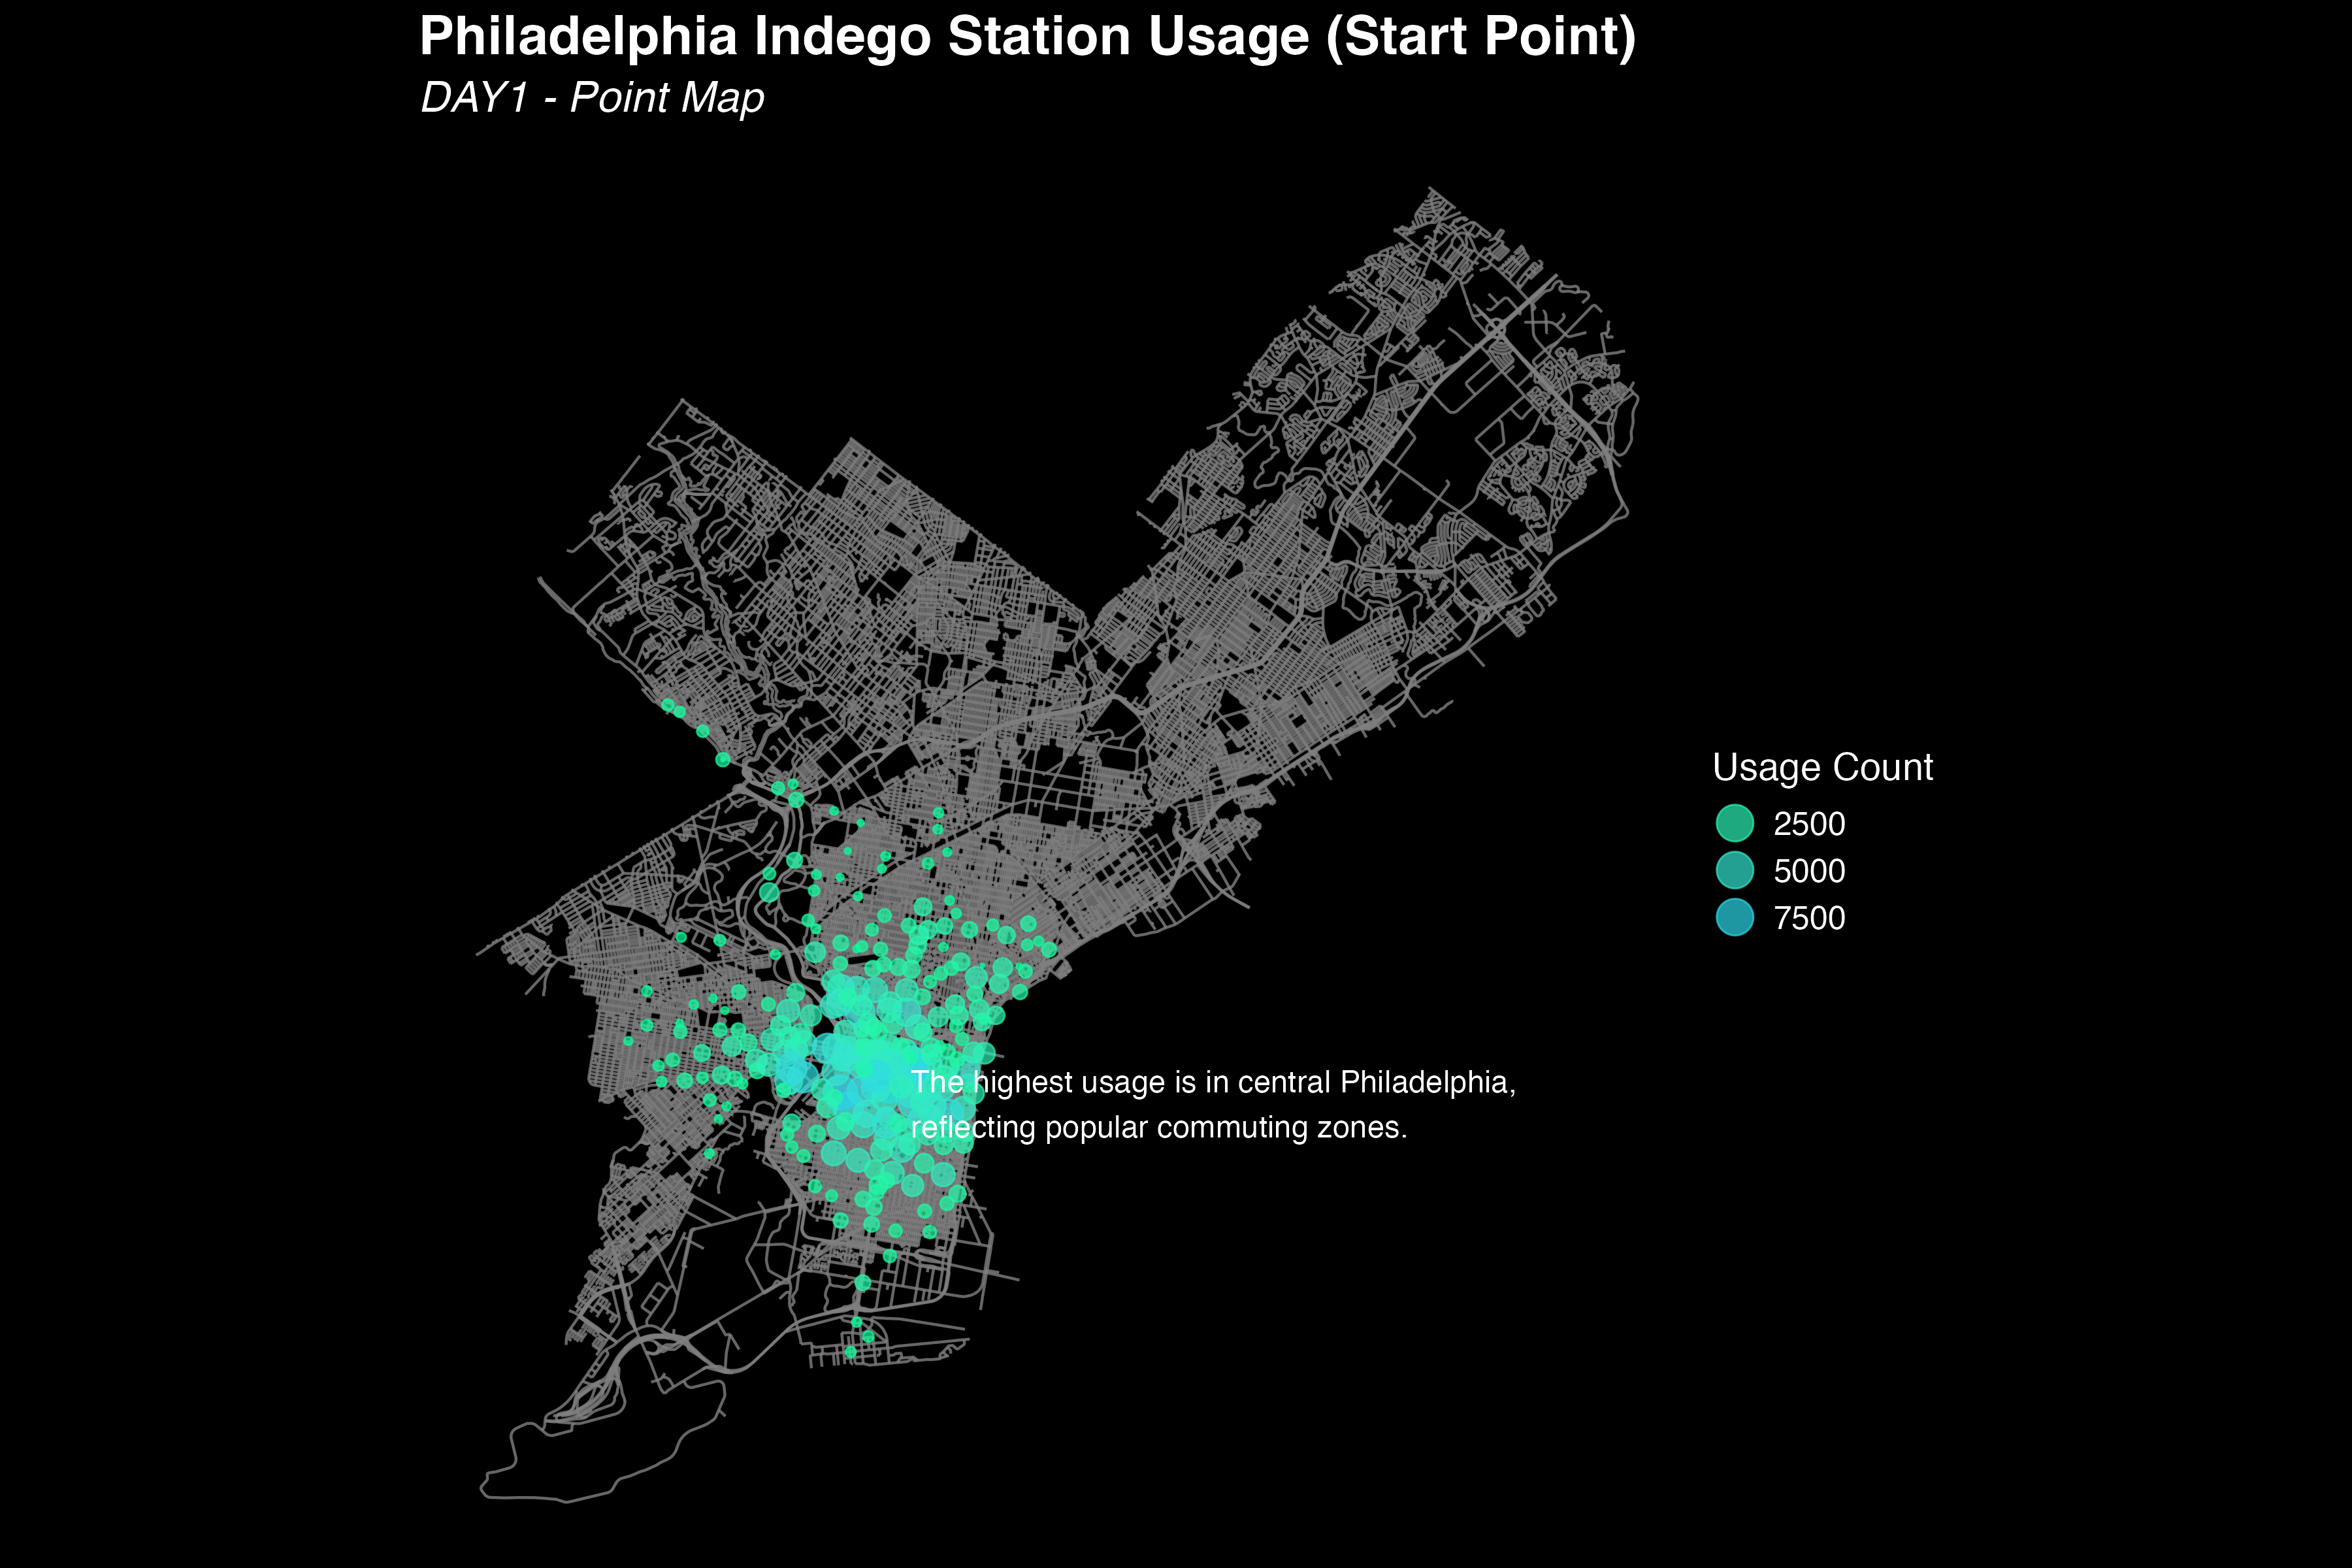 Philadelphia Indego Station Usage (Start Point)
DAY1 - Point Map
Usage Count
2500
5000
7500
The highest usage is in central Philadelphia,
reflecting popular commuting zones.